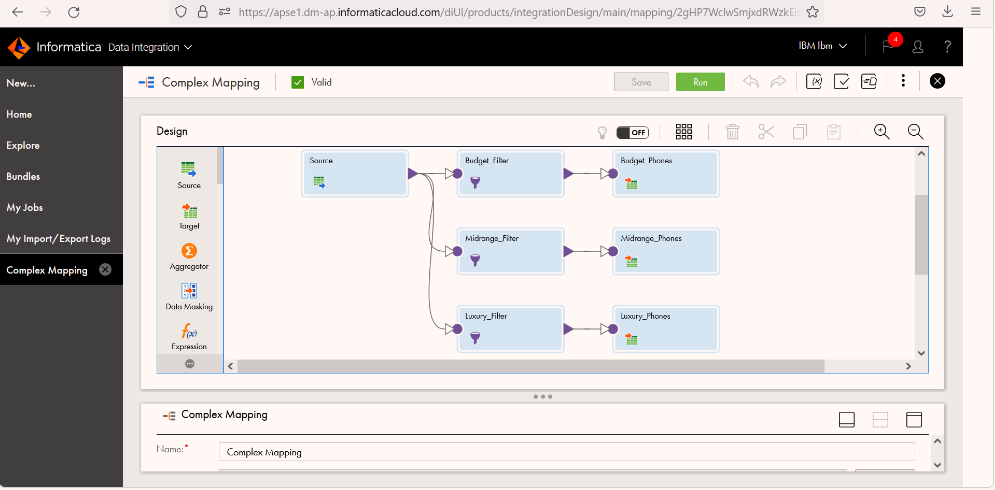 https://apse1.dm-ap.informaticacloud.com/diUI/products/integrationDesign/main/mapping/2gHP7WclwSmjxdRWzkEi
Informatica Data Integration
IBM Ibm
4
?
New...
Home
Explore
Bundles
My Jobs
My Import/Export Logs
Complex Mapping
Complex Mapping
Valid
Save
Run
(x)
Design
OFF
Source
Target
Aggregator
Data Masking
f(x)
Expression
Source
Budget_Filter
Budget_Phones
Midrange_Filter
Midrange_Phones
Luxury_Filter
Luxury_Phones
Complex Mapping
Name:*
Complex Mapping